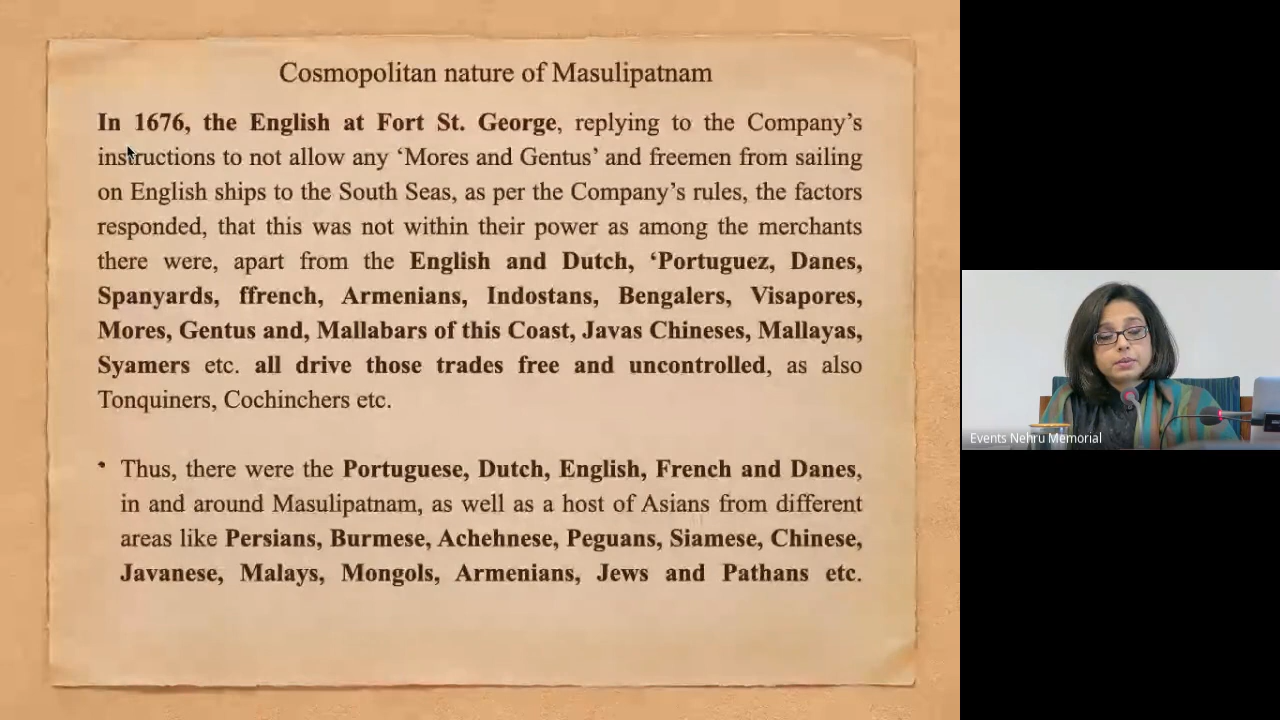 Cosmopolitan nature of Masulipatnam
In 1676, the English at Fort St. George, replying to the Company's
instructions to not allow any ‘Mores and Gentus’ and freemen from sailing
on English ships to the South Seas, as per the Company's rules, the factors
responded, that this was not within their power as among the merchants
there were, apart from the English and Dutch, ‘Portuguez, Danes,
Spanyards, ffrench, Armenians, Indostans, Bengalers, Visapores,
Mores, Gentus and, Mallabars of this Coast, Javas Chineses, Mallayas,
Syamers etc. all drive those trades free and uncontrolled, as also
Tonquiners, Cochinchers etc.
• Thus, there were the Portuguese, Dutch, English, French and Danes,
in and around Masulipatnam, as well as a host of Asians from different
areas like Persians, Burmese, Achehnese, Peguans, Siamese, Chinese,
Javanese, Malays, Mongols, Armenians, Jews and Pathans etc.
Events Nehru Memorial